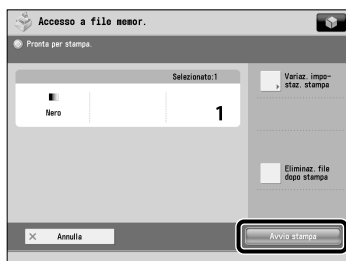 Accesso a file memor.
Pronta per stampa.
Selezionato:1
Nero
1
Variaz. impo-
staz. stampa
Eliminaz. file
dopo stampa
× Annulla
Avvio stampa